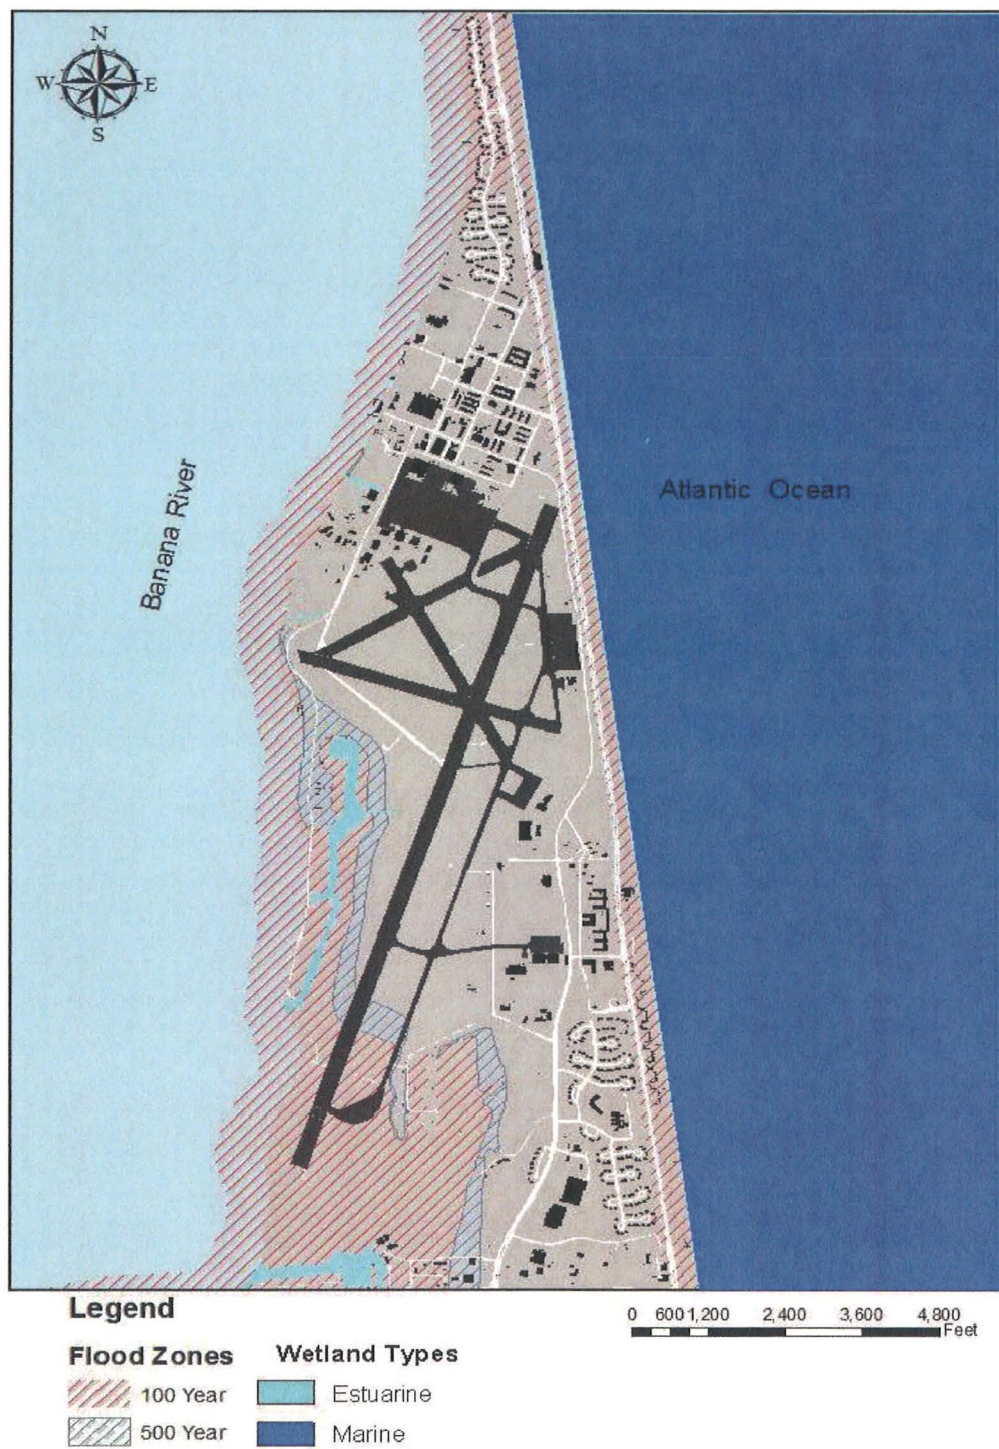 N
W E
S
Banana River
Atlantic Ocean
Legend
0 600 1,200 2,400 3,600 4,800
Feet
Flood Zones
100 Year
500 Year
Wetland Types
Estuarine
Marine